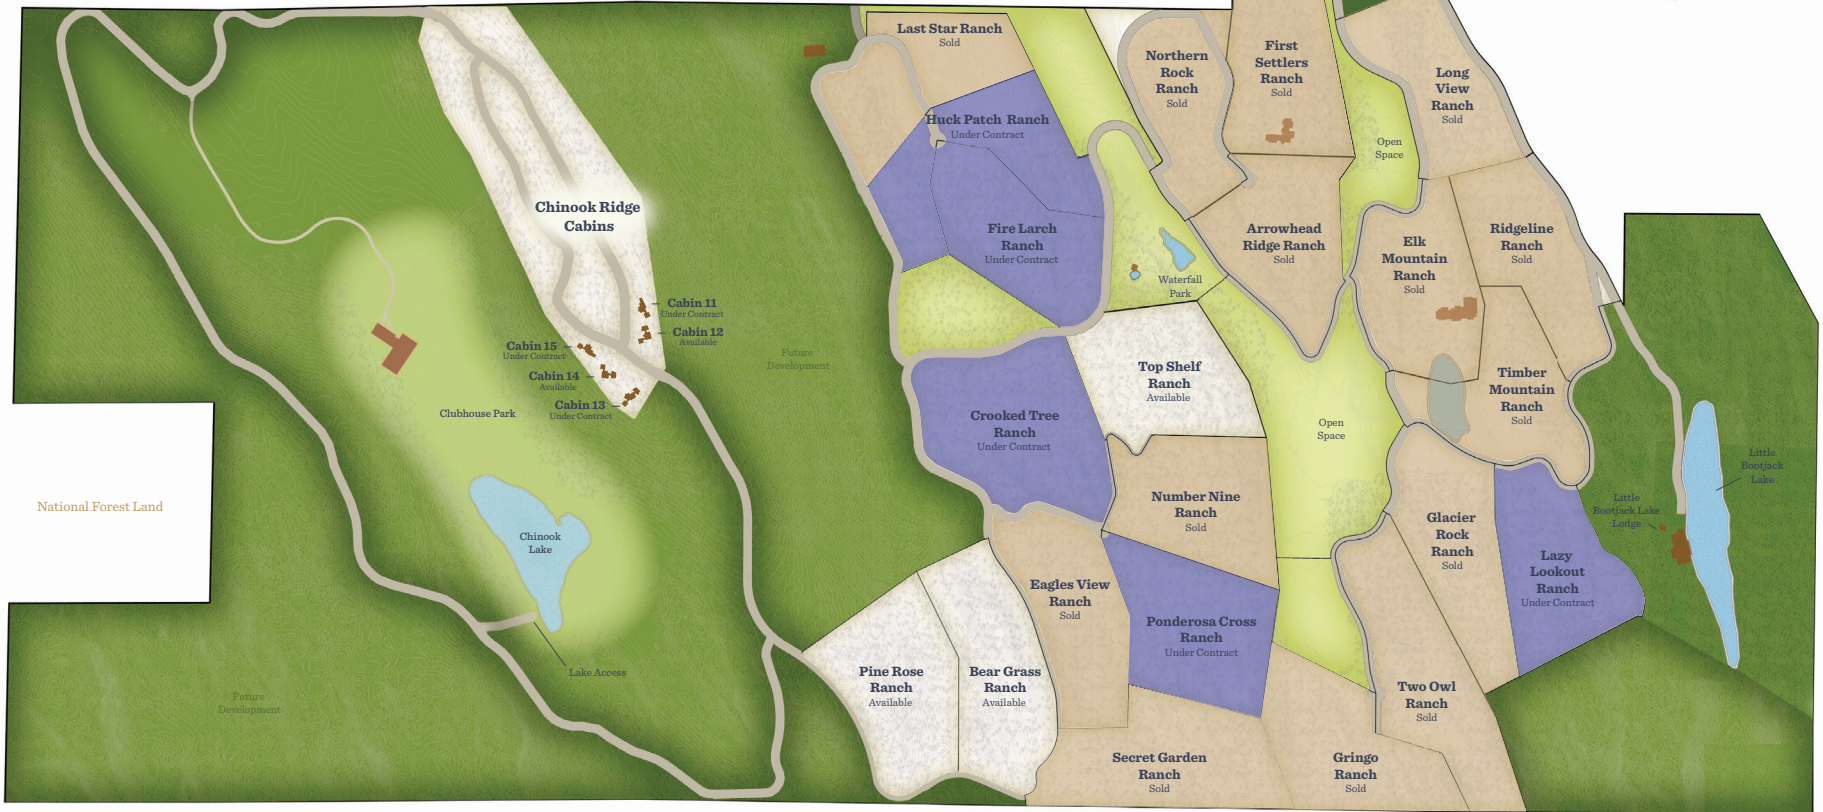 Last Star Ranch
Sold
Northern
Rock
Ranch
Sold
First
Settlers
Ranch
Sold
Long
View
Ranch
Sold
Huck Patch Ranch
Under Contract
Open
Space
Chinook Ridge
Cabins
Fire Larch
Ranch
Under Contract
Arrowhead
Ridge Ranch
Sold
Elk
Mountain
Ranch
Sold
Ridgeline
Ranch
Sold
Waterfall
Park
Cabin 11
Under Contract
Cabin 12
Available
Cabin 15
Under Contract
Cabin 14
Available
Cabin 13
Under Contract
Future
Development
Top Shelf
Ranch
Available
Timber
Mountain
Ranch
Sold
Clubhouse Park
Crooked Tree
Ranch
Under Contract
Open
Space
Little
Bootjack
Lake
National Forest Land
Number Nine
Ranch
Sold
Little
Bootjack Lake
Lodge
Chinook
Lake
Glacier
Rock
Ranch
Sold
Lazy
Lookout
Ranch
Under Contract
Eagles View
Ranch
Sold
Ponderosa Cross
Ranch
Under Contract
Lake Access
Pine Rose
Ranch
Available
Bear Grass
Ranch
Available
Future
Development
Two Owl
Ranch
Sold
Secret Garden
Ranch
Sold
Gringo
Ranch
Sold